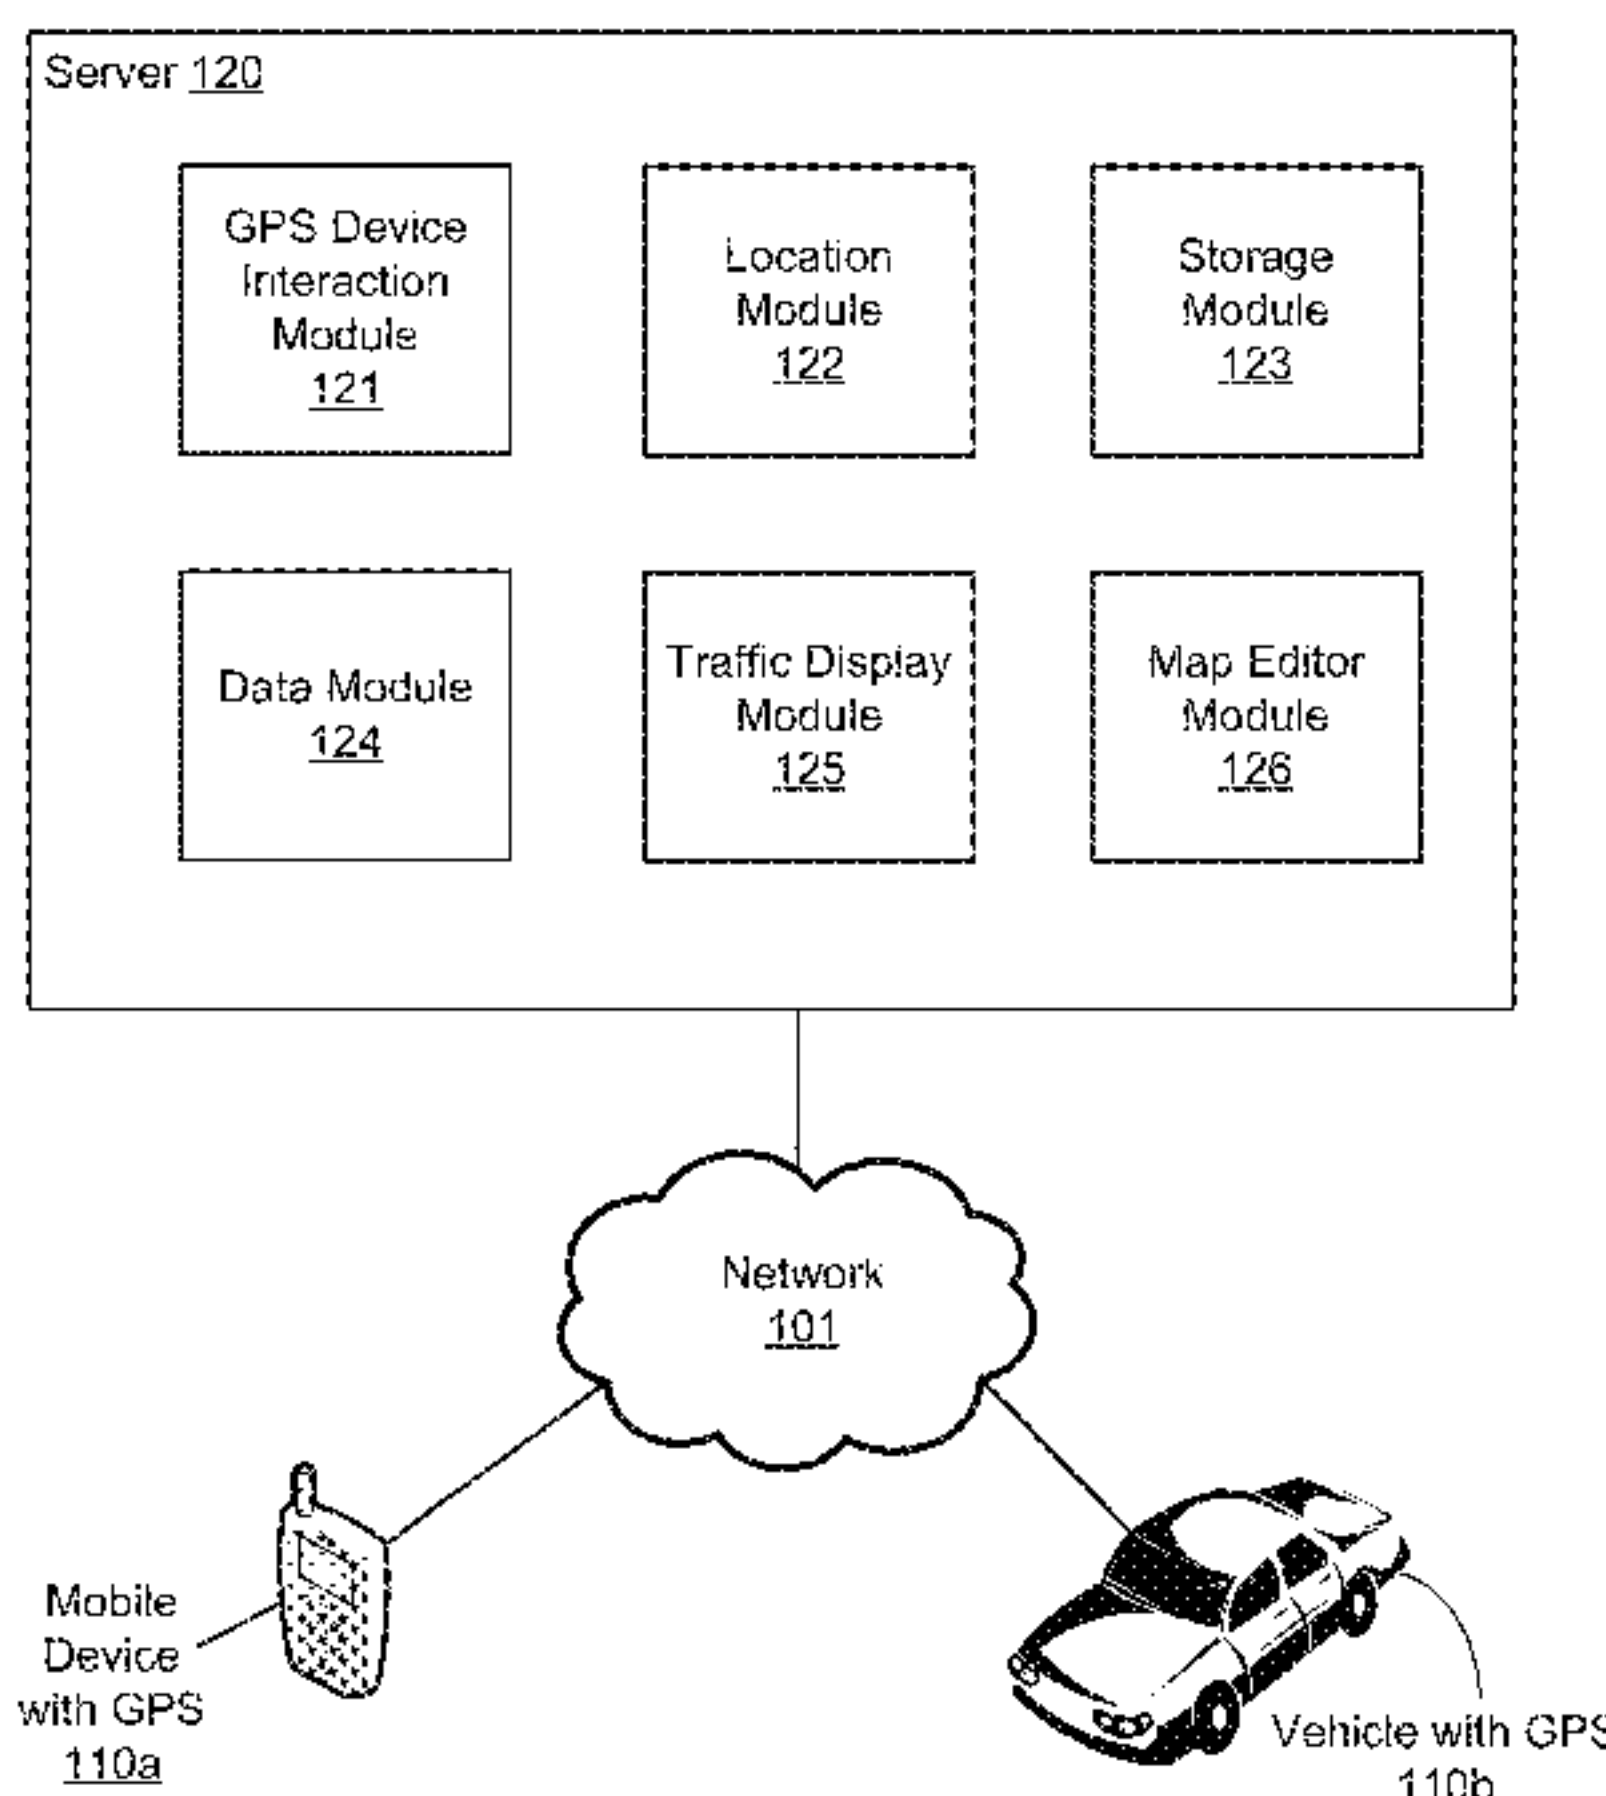 Server 120
GPS Device
Interaction
Module
121
Location
Module
122
Storage
Module
123
Data Module
124
Traffic Display
Module
125
Map Editor
Module
126
Network
101
Mobile
Device
with GPS
110a
Vehicle with GPS
110b